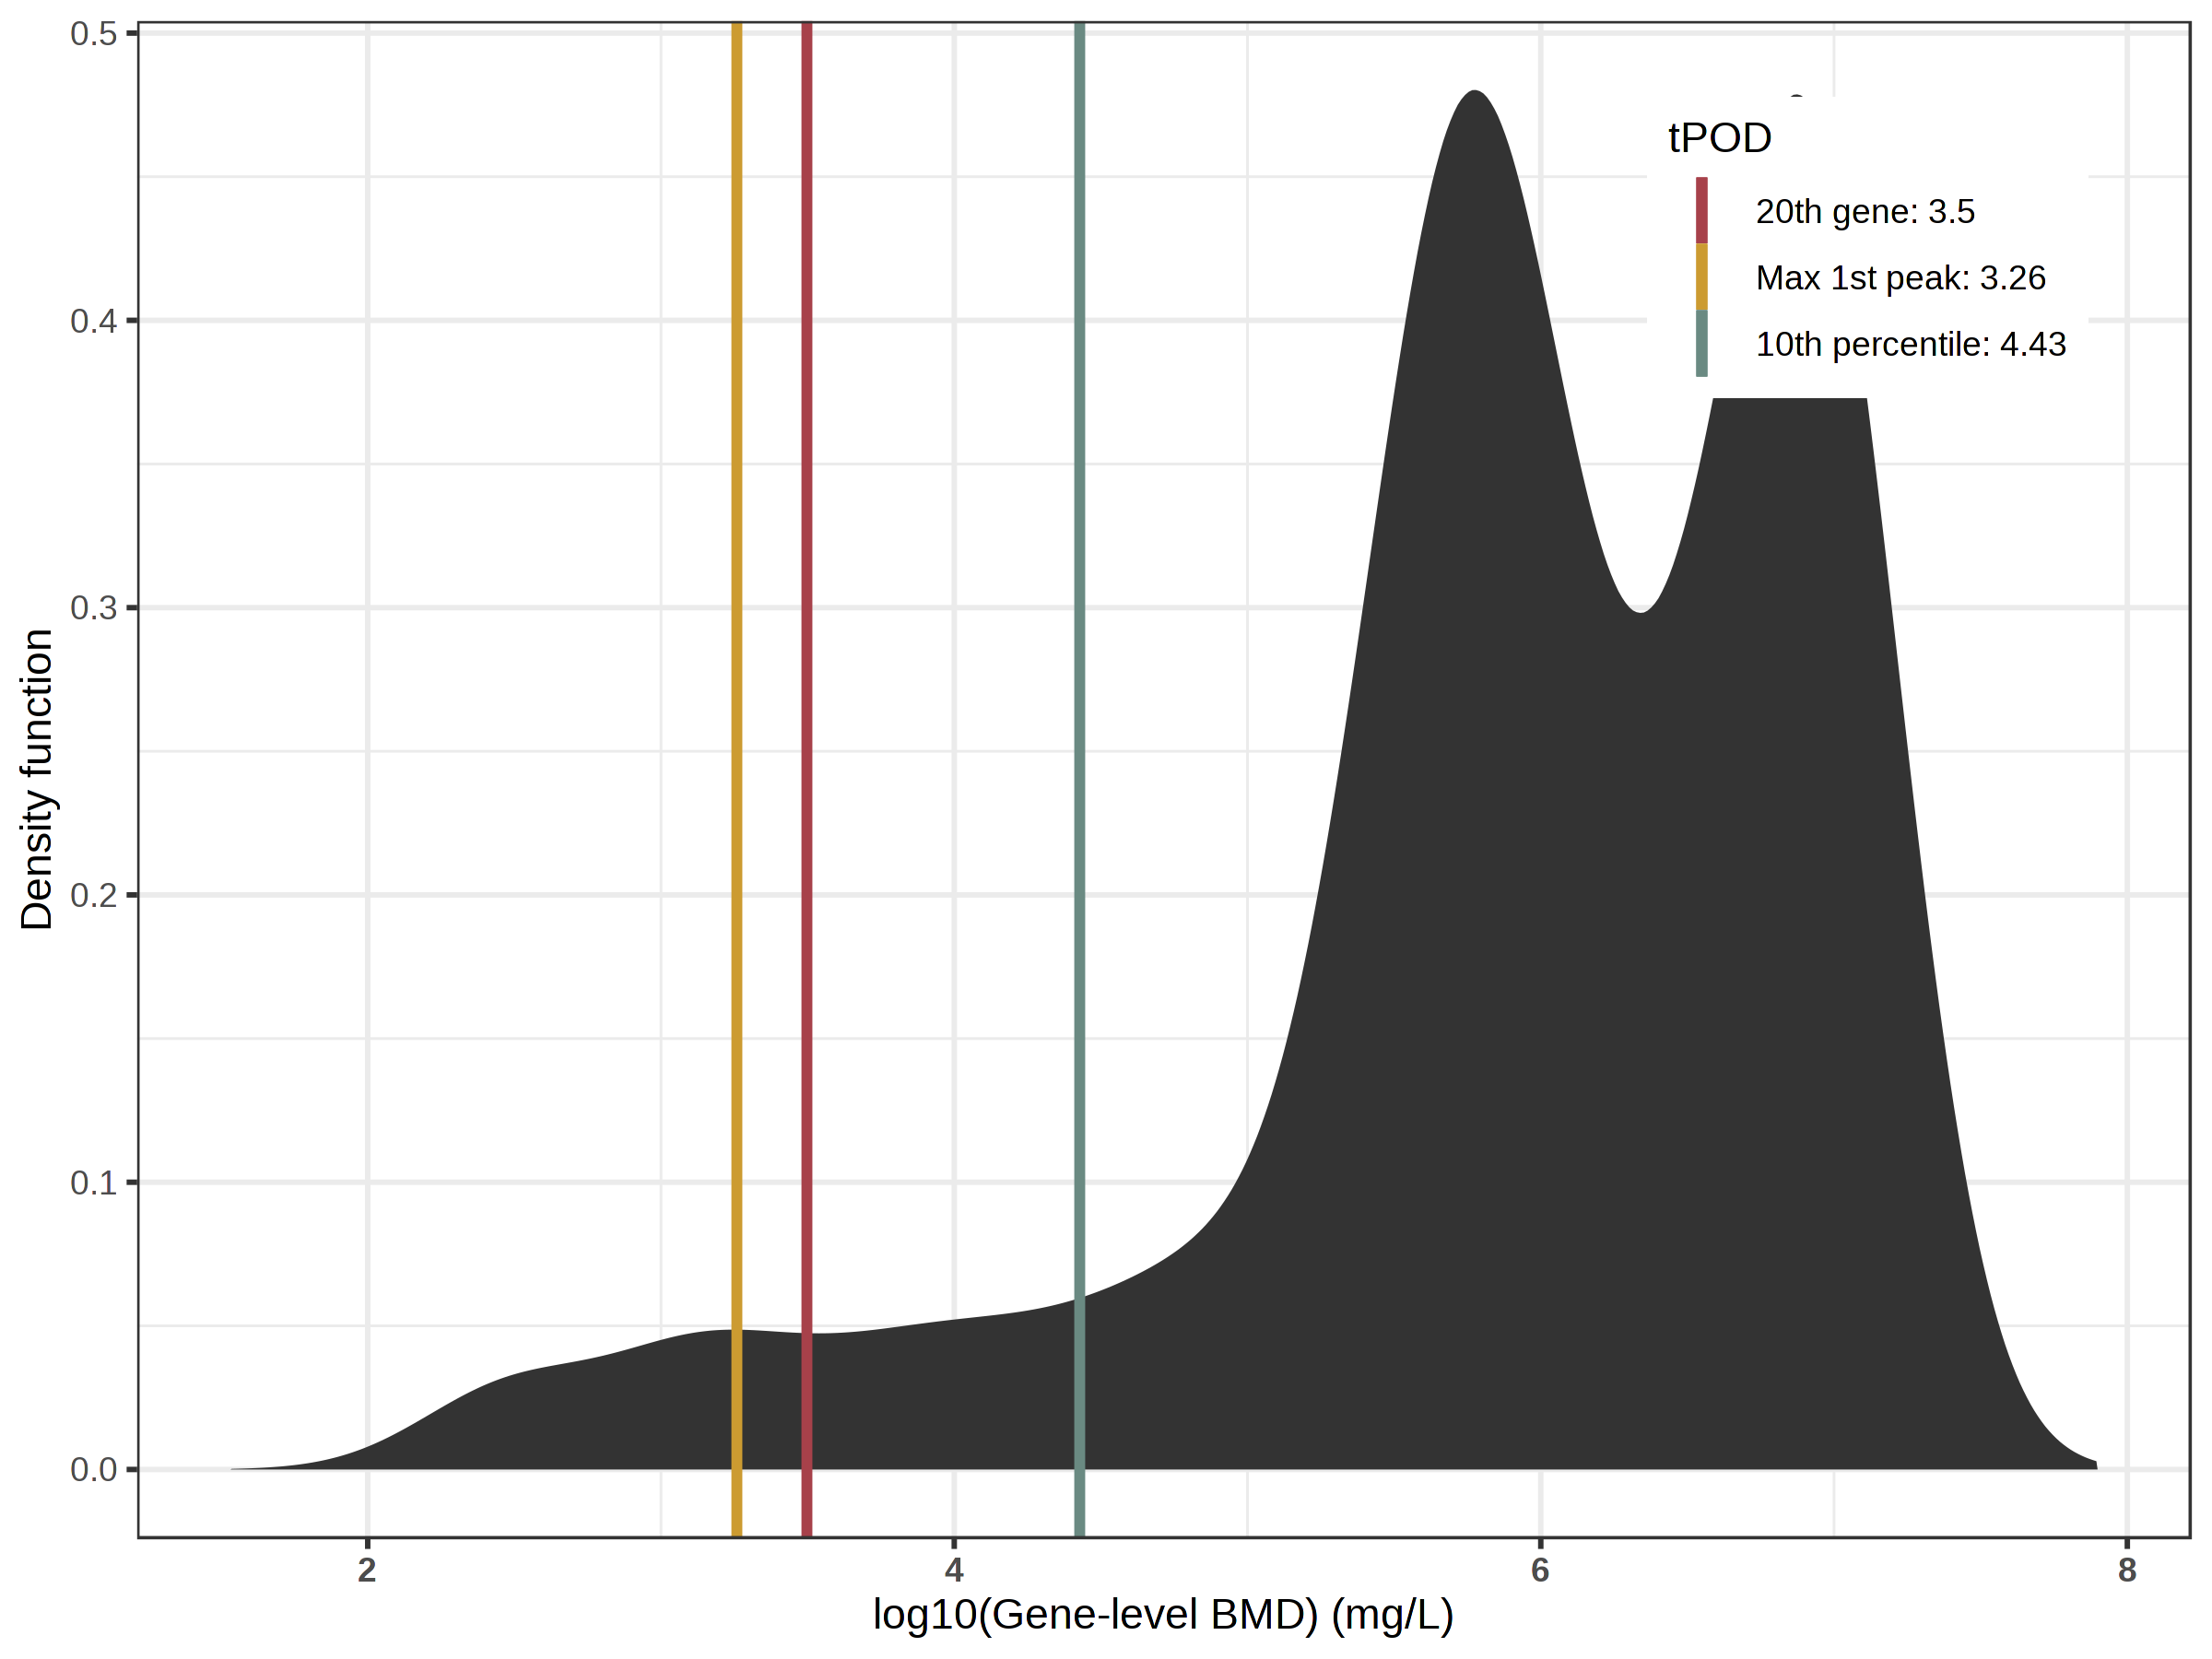 0.5
0.4
0.3
0.2
0.1
0.0
Density function
tPOD
20th gene: 3.5
Max 1st peak: 3.26
10th percentile: 4.43
2
4
6
8
log10(Gene-level BMD) (mg/L)